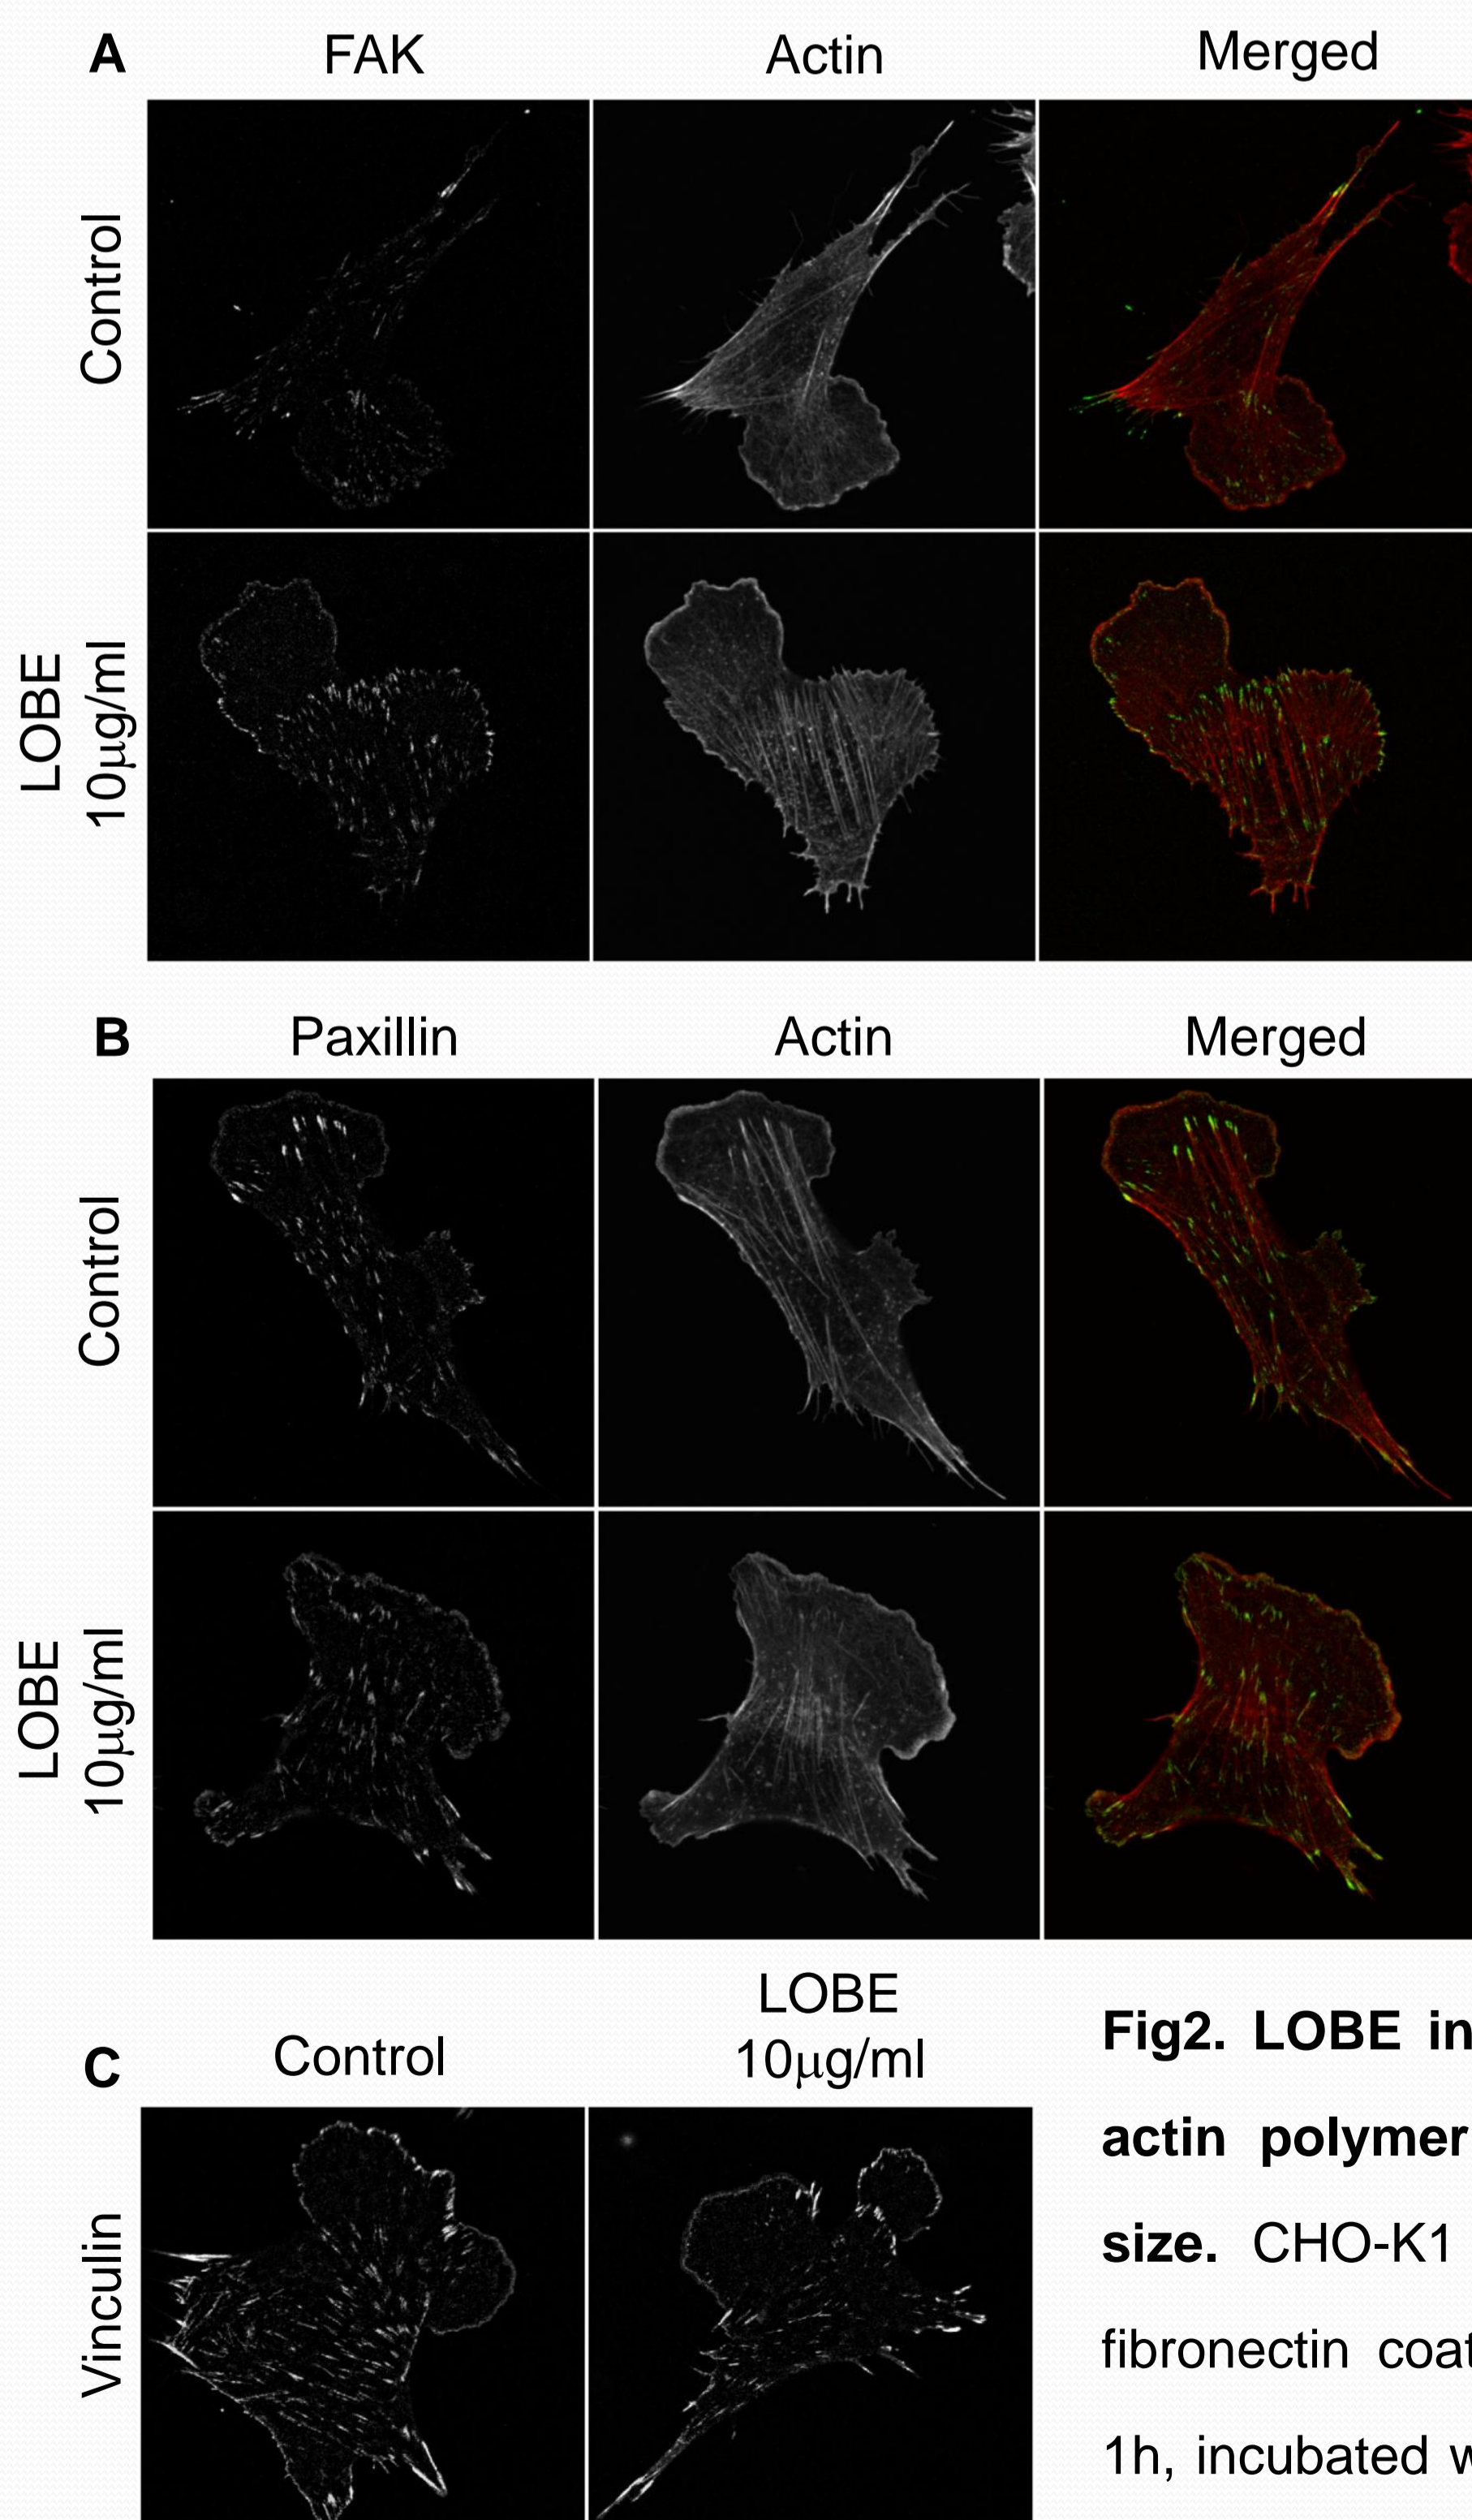 A
FAK
Actin
Merged
Control
LOBE
10µg/ml
B
Paxillin
Actin
Merged
Control
LOBE
10µg/ml
C
Control
LOBE
10µg/ml
Vinculin
Fig2. LOBE in
actin polymer
size. CHO-K1
fibronectin coat
1h, incubated w